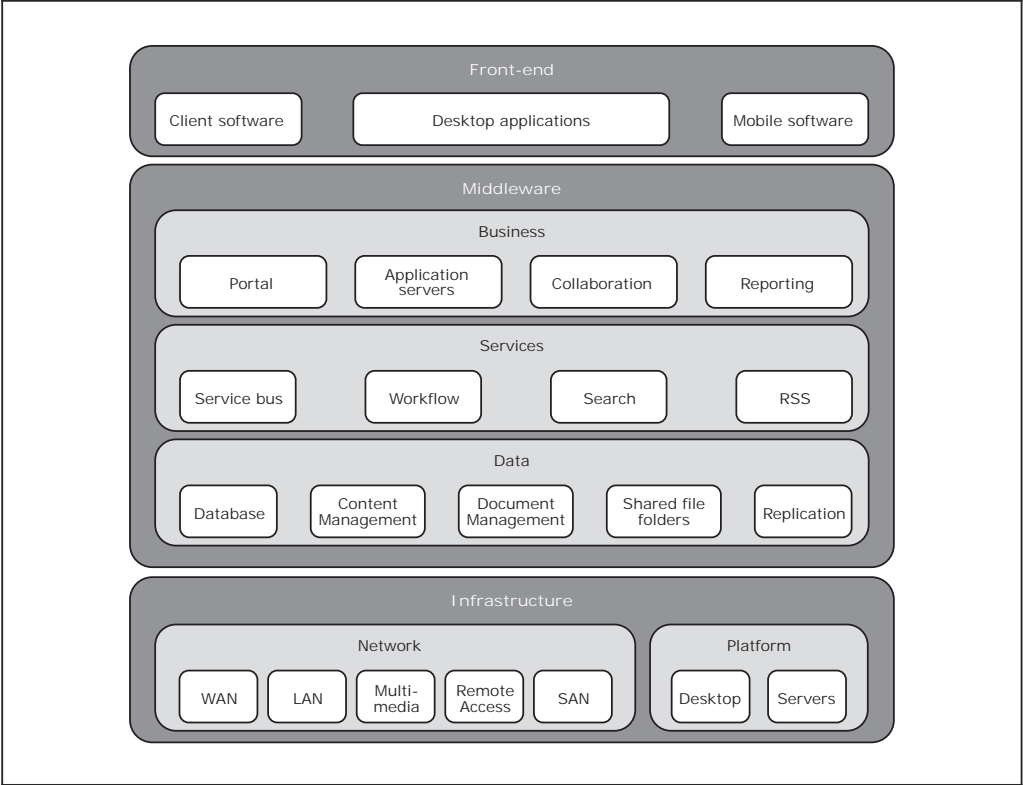 Front-end
Client software
Desktop applications
Mobile software
Middleware
Business
Portal
Application
servers
Collaboration
Reporting
Services
Service bus
Workflow
Search
RSS
Data
Database
Content
Management
Document
Management
Shared file
folders
Replication
Infrastructure
Network
WAN
LAN
Multi-
media
Remote
Access
SAN
Platform
Desktop
Servers